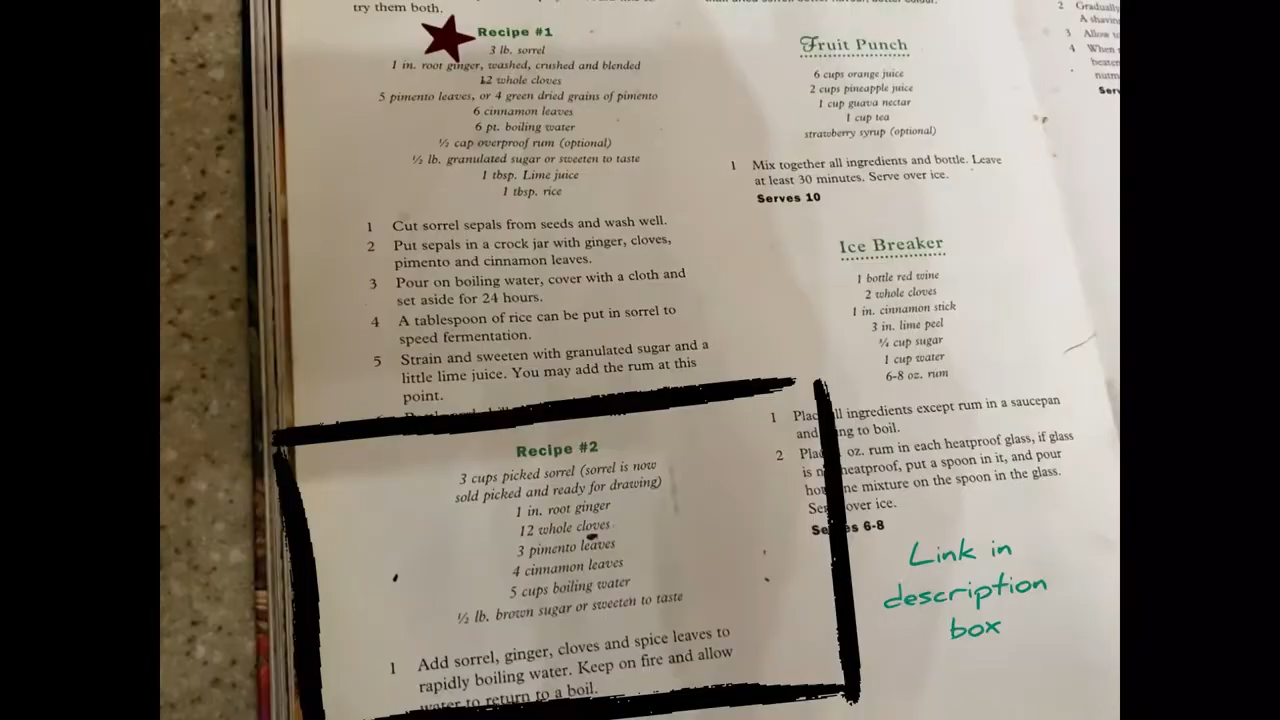 try them both.
Recipe #1
3 lb. sorrel
1 in. root ginger, washed, crushed and blended
12 whole cloves
5 pimento leaves, or 4 green dried grains of pimento
6 cinnamon leaves
6 pt. boiling water
½ cap overproof rum (optional)
½ lb. granulated sugar or sweeten to taste
1 tbsp. Lime juice
1 tbsp. rice
1 Cut sorrel sepals from seeds and wash well.
2 Put sepals in a crock jar with ginger, cloves,
pimento and cinnamon leaves.
3 Pour on boiling water, cover with a cloth and
set aside for 24 hours.
4 A tablespoon of rice can be put in sorrel to
speed fermentation.
5 Strain and sweeten with granulated sugar and a
little lime juice. You may add the rum at this
point.
Recipe #2
3 cups picked sorrel (sorrel is now
sold picked and ready for drawing)
1 in. root ginger
12 whole cloves
3 pimento leaves
4 cinnamon leaves
5 cups boiling water
½ lb. brown sugar or sweeten to taste
1 Add sorrel, ginger, cloves and spice leaves to
rapidly boiling water. Keep on fire and allow
water to return to a boil.
Fruit Punch
6 cups orange juice
2 cups pineapple juice
1 cup guava nectar
1 cup tea
strawberry syrup (optional)
1 Mix together all ingredients and bottle. Leave
at least 30 minutes. Serve over ice.
Serves 10
Ice Breaker
1 bottle red wine
2 whole cloves
1 in. cinnamon stick
3 in. lime peel
¾ cup sugar
1 cup water
6-8 oz. rum
1 all ingredients except rum in a saucepan
and to boil.
2 oz. rum in each heatproof glass, if glass
is heatproof, put a spoon in it, and pour
mixture on the spoon in the glass.
over ice.
6-8
Link in
description
box
2 Gradually
A
3 Allow
4 When